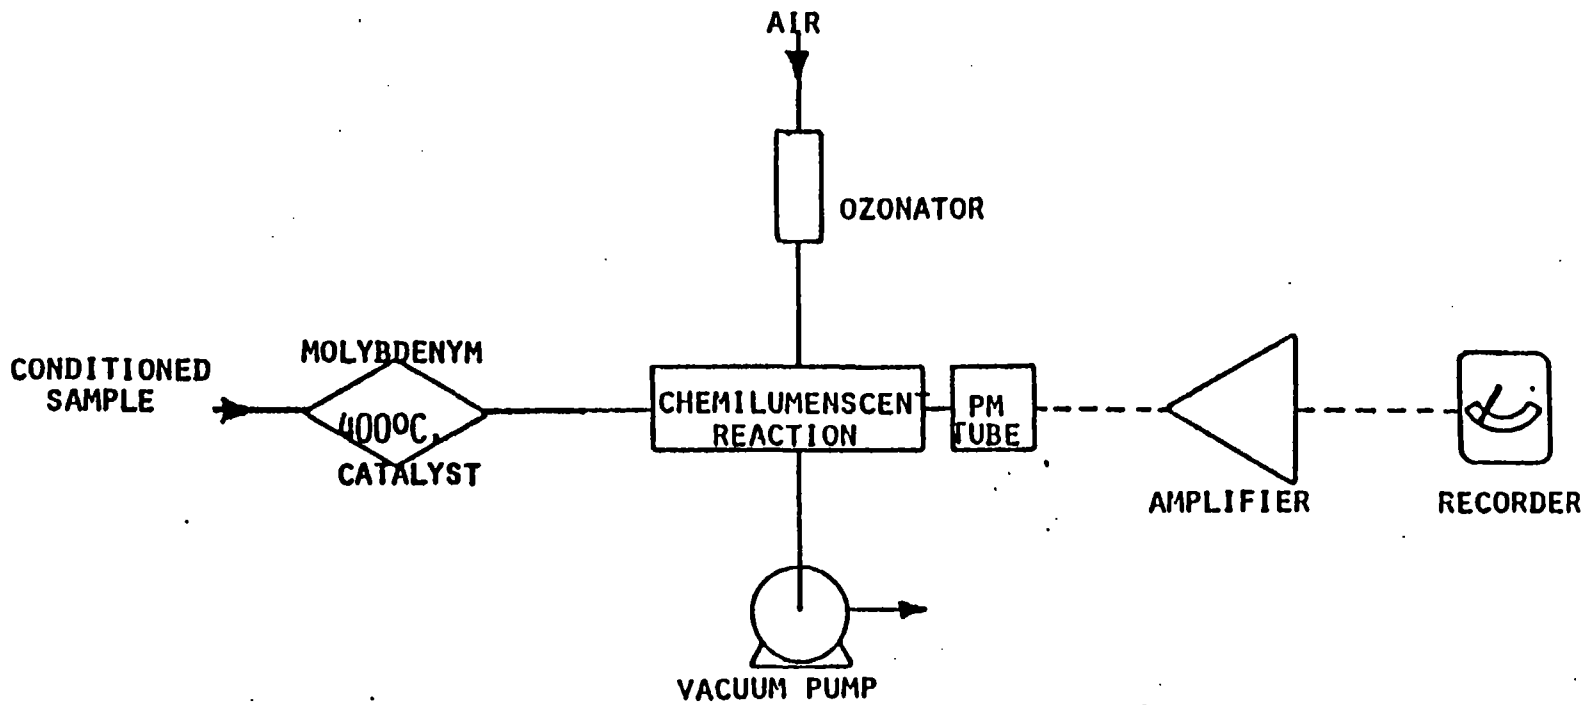 AIR
OZONATOR
CONDITIONED
SAMPLE
MOLYBDENYM
400°C.
CATALYST
CHEMILUMENSCENT
REACTION
PM
TUBE
AMPLIFIER
RECORDER
VACUUM PUMP